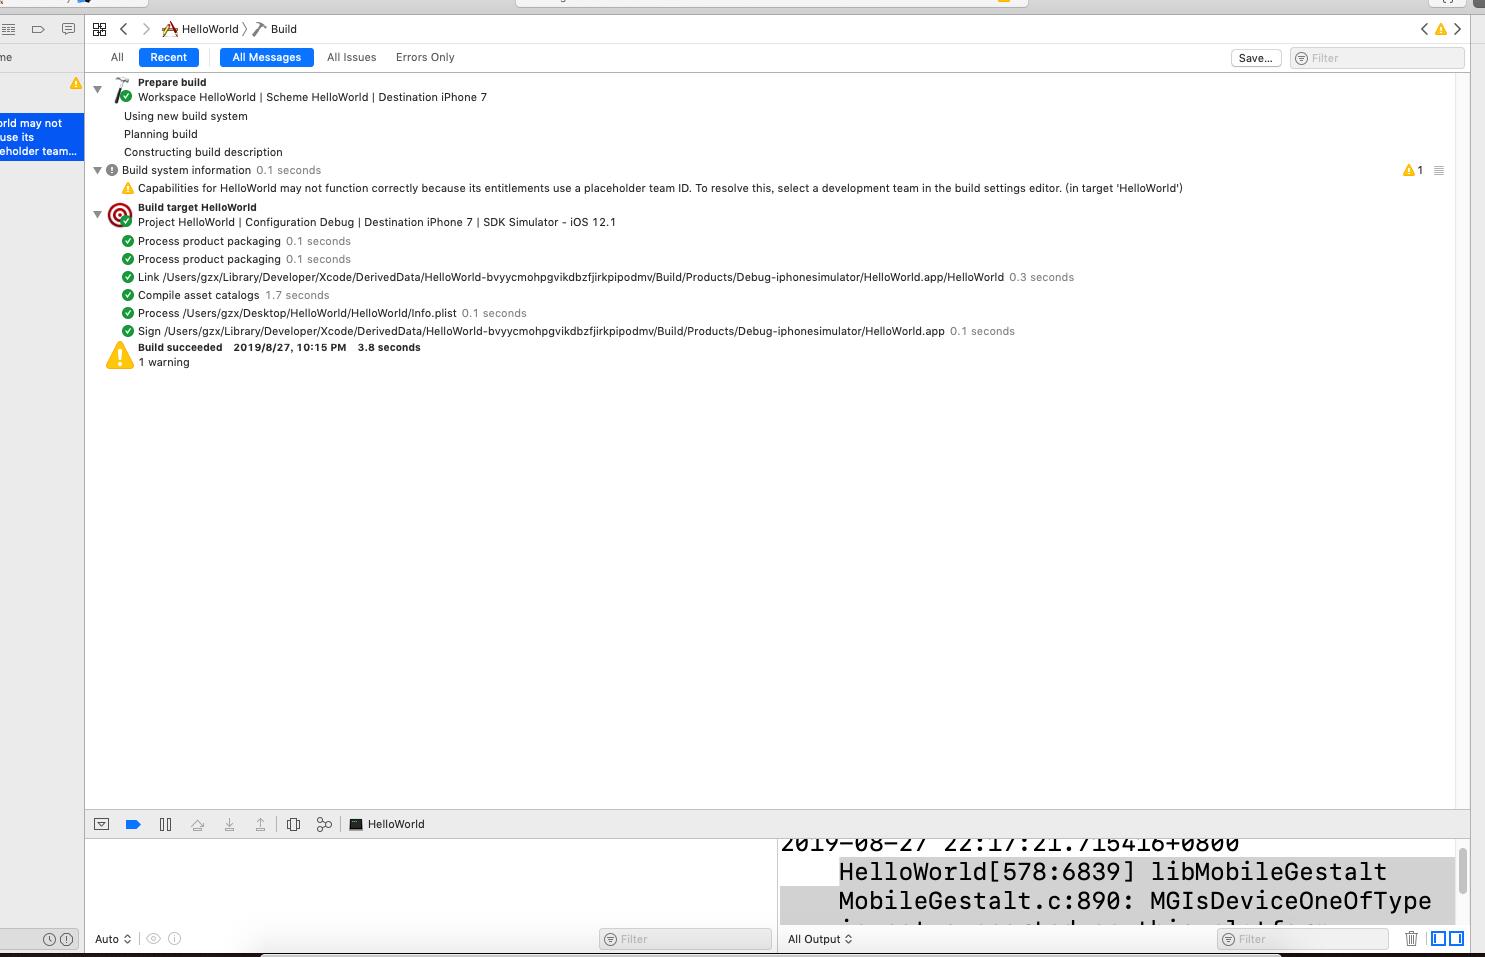 HelloWorld Build
me
All Recent All Messages All Issues Errors Only Save... Filter
Prepare build
Workspace HelloWorld | Scheme HelloWorld | Destination iPhone 7
orld may not
use its
eholder team...
Using new build system
Planning build
Constructing build description
Build system information 0.1 seconds 1
Capabilities for HelloWorld may not function correctly because its entitlements use a placeholder team ID. To resolve this, select a development team in the build settings editor. (in target 'HelloWorld')
Build target HelloWorld
Project HelloWorld | Configuration Debug | Destination iPhone 7 | SDK Simulator - iOS 12.1
Process product packaging 0.1 seconds
Process product packaging 0.1 seconds
Link /Users/gzx/Library/Developer/Xcode/DerivedData/HelloWorld-bvyycmohpgvikdbzfjirkpipodmv/Build/Products/Debug-iphonesimulator/HelloWorld.app/HelloWorld 0.3 seconds
Compile asset catalogs 1.7 seconds
Process /Users/gzx/Desktop/HelloWorld/HelloWorld/Info.plist 0.1 seconds
Sign /Users/gzx/Library/Developer/Xcode/DerivedData/HelloWorld-bvyycmohpgvikdbzfjirkpipodmv/Build/Products/Debug-iphonesimulator/HelloWorld.app 0.1 seconds
Build succeeded 2019/8/27, 10:15 PM 3.8 seconds
1 warning
HelloWorld
2019-08-27 22:17:21.715416+0800
HelloWorld[578:6839] libMobileGestalt
MobileGestalt.c:890: MGIsDeviceOneOfType
Auto Filter All Output Filter